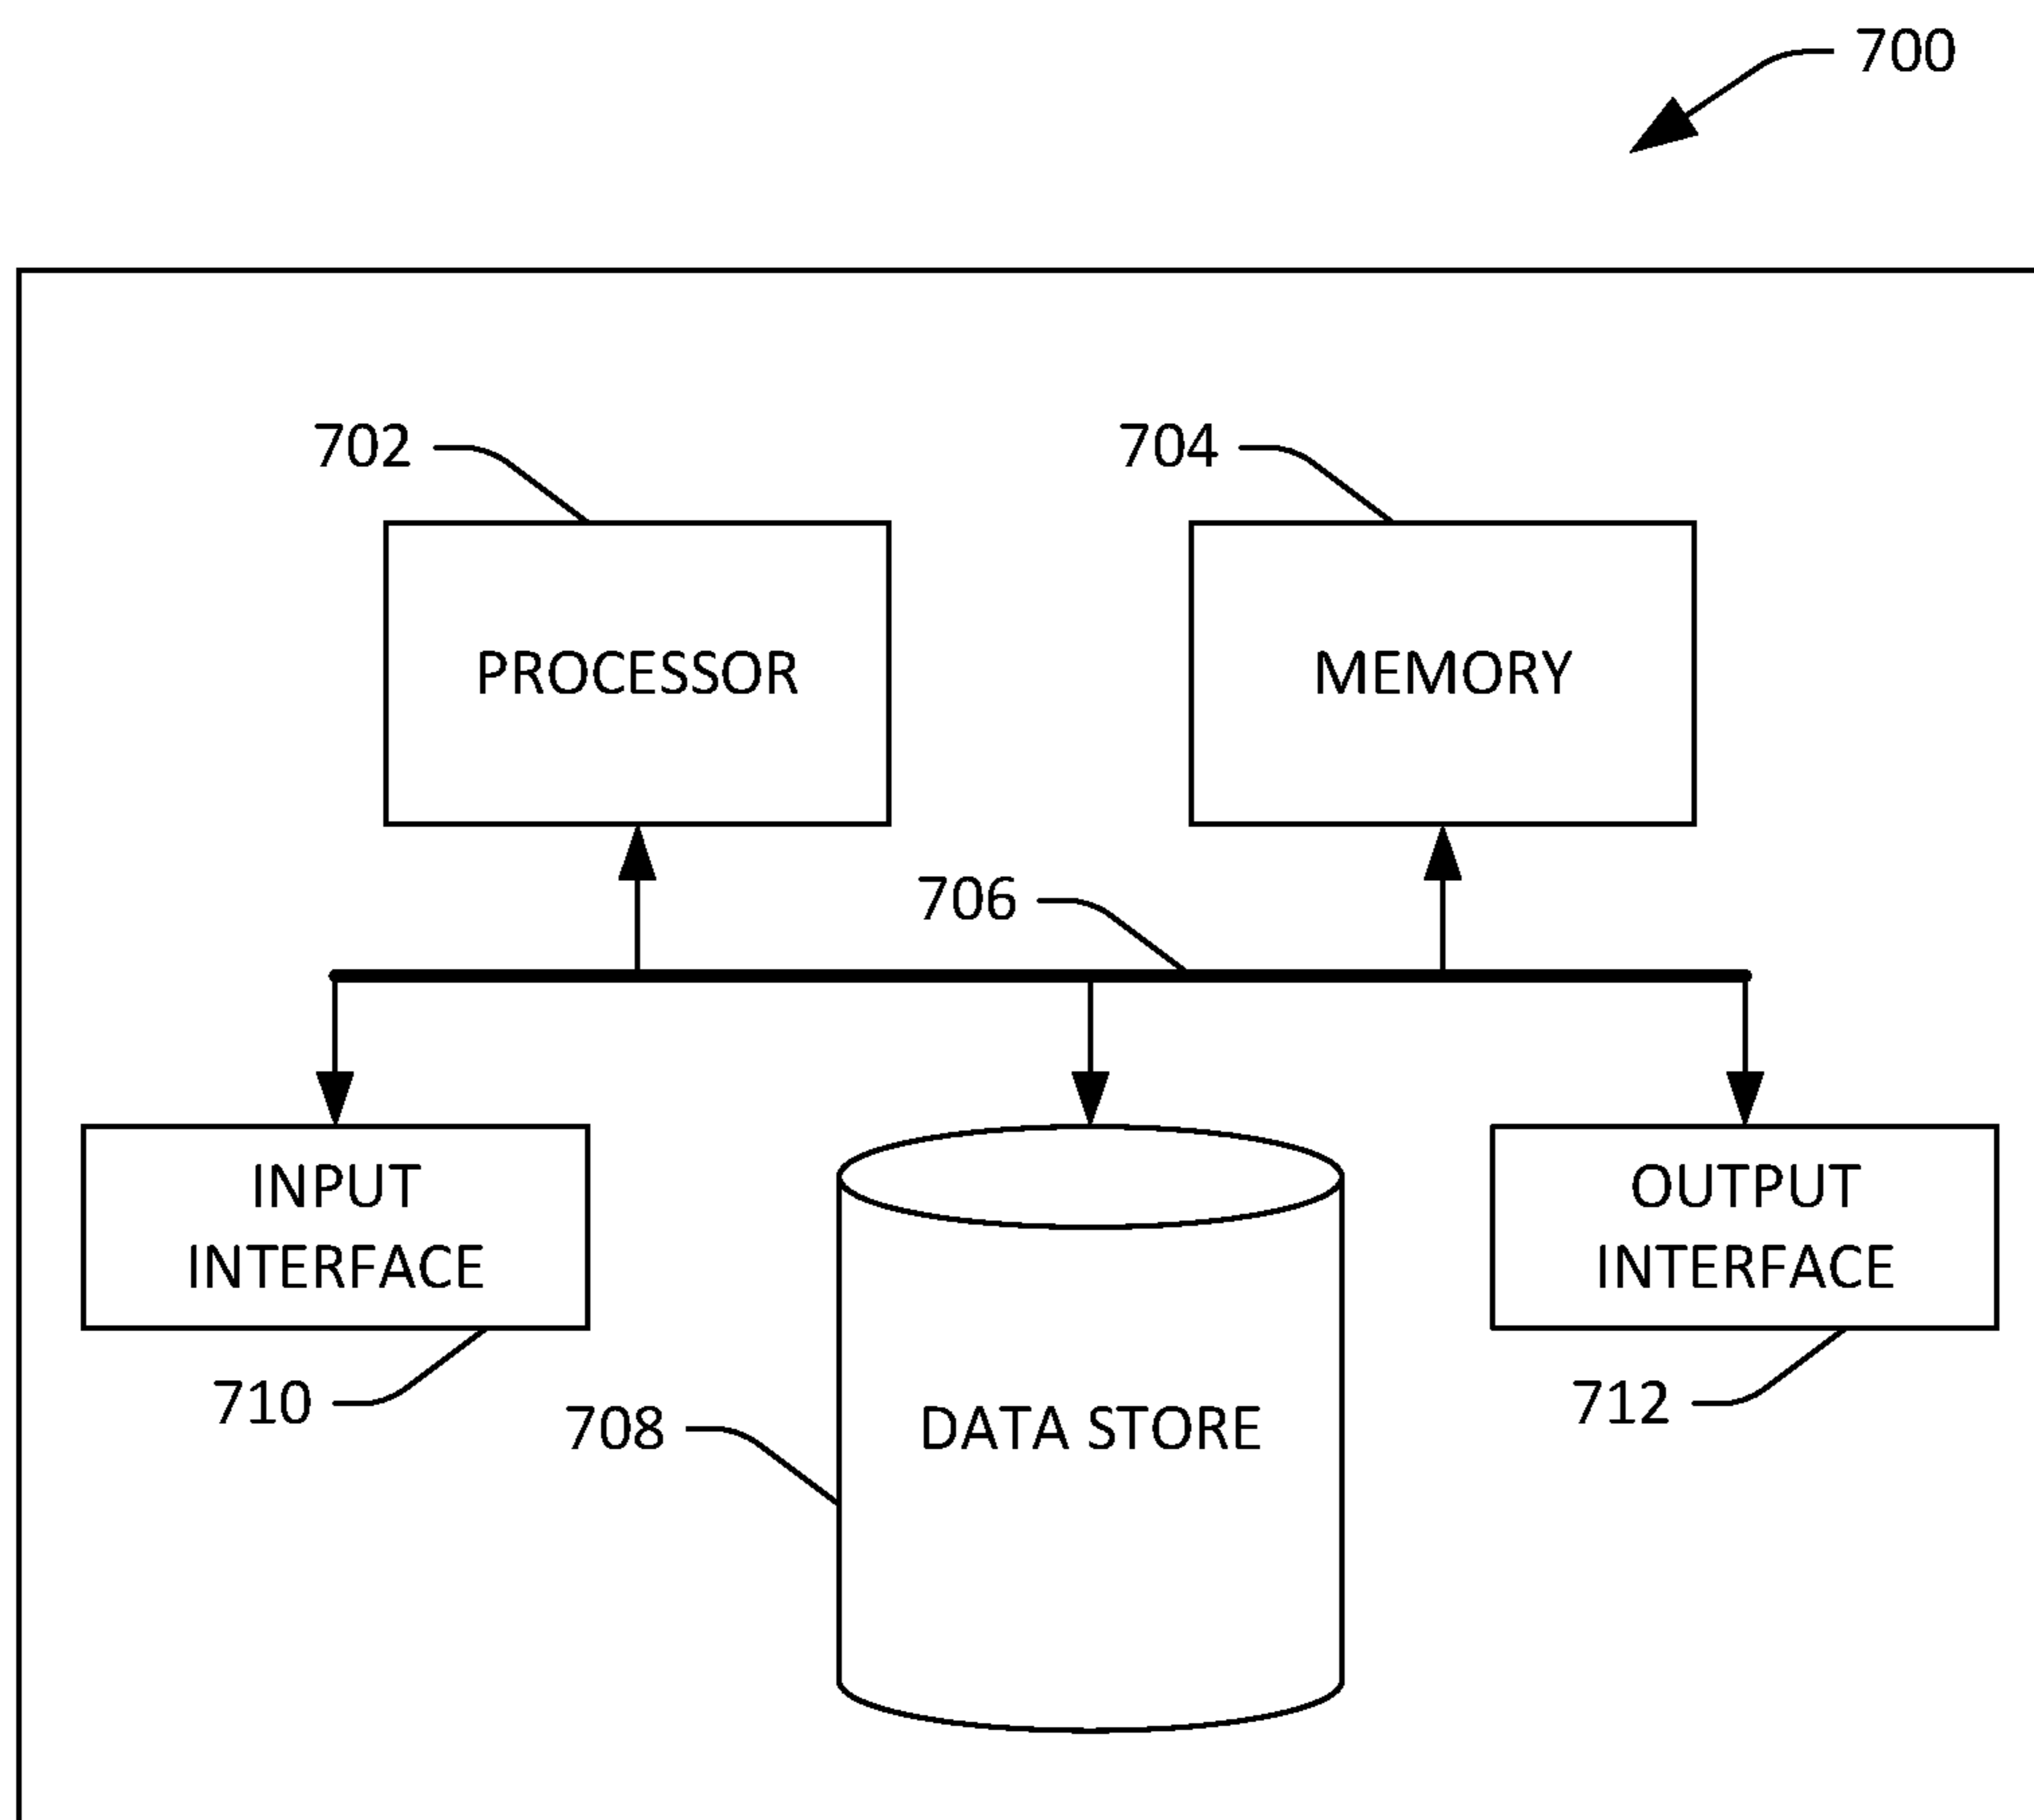 700
702
704
PROCESSOR
MEMORY
706
INPUT
INTERFACE
OUTPUT
INTERFACE
710
708
DATA STORE
712